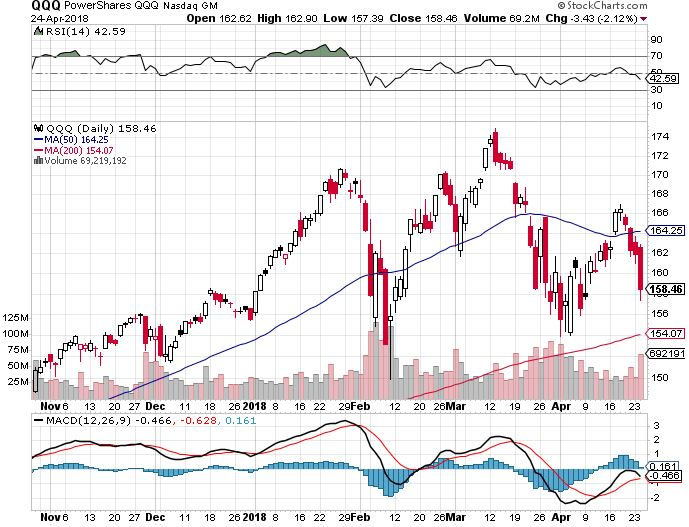 QQQ PowerShares QQQ Nasdaq GM © StockCharts.com
24-Apr-2018 Open 162.62 High 162.90 Low 157.39 Close 158.46 Volume 69.2M Chg -3.43 (-2.12%)
RSI(14) 42.59
90
70
50
42.59
30
10
QQQ (Daily) 158.46
MA(50) 164.25
MA(200) 154.07
Volume 69,219,192
174
172
170
168
166
164.25
162
160
158.46
158
156
125M 154.07
100M
75M 692191
50M 150
25M
Nov 6 13 20 27 Dec 11 18 26 2018 8 16 22 29 Feb 12 20 26 Mar 12 19 26 Apr 9 16 23
MACD(12,26,9) -0.466, -0.628, 0.161
3
2
1
0.161
-0.466
-1
-2
Nov 6 13 20 27 Dec 11 18 26 2018 8 16 22 29 Feb 12 20 26 Mar 12 19 26 Apr 9 16 23